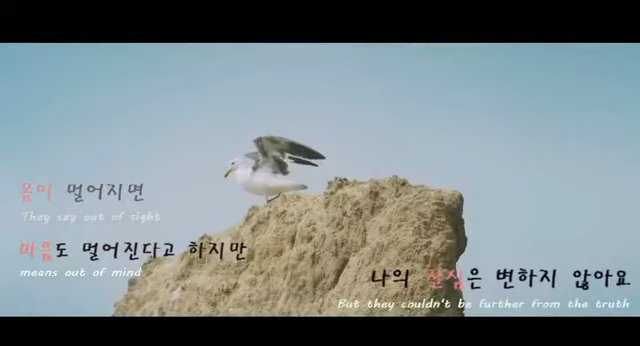 몸이 멀어지면
They say out of sight
마음도 멀어진다고 하지만
means out of mind
나의 진심은 변하지 않아요
But they couldn't be further from the truth